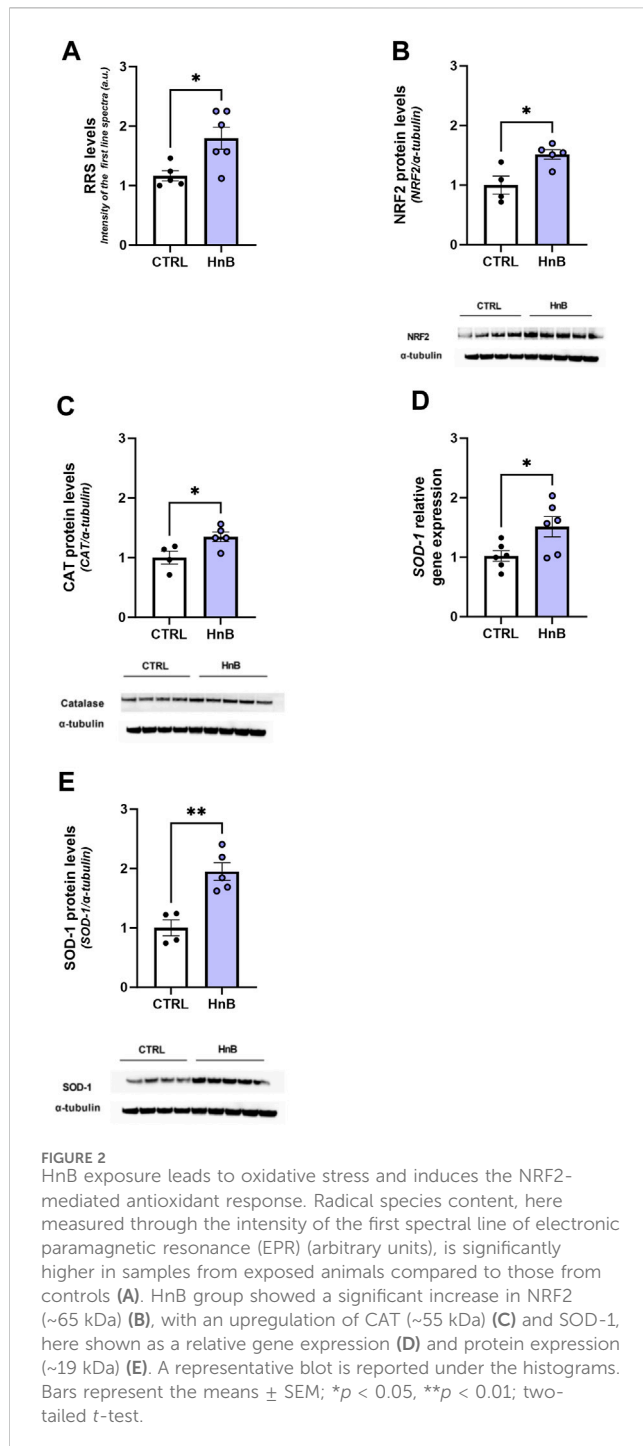 A
RRS levels
Intensity of the first line spectra (a.u.)
3
2
1
0
*
CTRL HnB
B
NRF2 protein levels
(NRF2/α-tubulin)
3
2
1
0
*
CTRL HnB
CTRL HnB
NRF2
α-tubulin
C
CAT protein levels
(CAT/α-tubulin)
3
2
1
0
*
CTRL HnB
CTRL HnB
Catalase
α-tubulin
D
SOD-1 relative
gene expression
3
2
1
0
*
CTRL HnB
E
SOD-1 protein levels
(SOD-1/α-tubulin)
3
2
1
0
**
CTRL HnB
CTRL HnB
SOD-1
α-tubulin
FIGURE 2
HnB exposure leads to oxidative stress and induces the NRF2-
mediated antioxidant response. Radical species content, here
measured through the intensity of the first spectral line of electronic
paramagnetic resonance (EPR) (arbitrary units), is significantly
higher in samples from exposed animals compared to those from
controls (A). HnB group showed a significant increase in NRF2
(~65 kDa) (B), with an upregulation of CAT (~55 kDa) (C) and SOD-1,
here shown as a relative gene expression (D) and protein expression
(~19 kDa) (E). A representative blot is reported under the histograms.
Bars represent the means ± SEM; *p < 0.05, **p < 0.01; two-
tailed t-test.